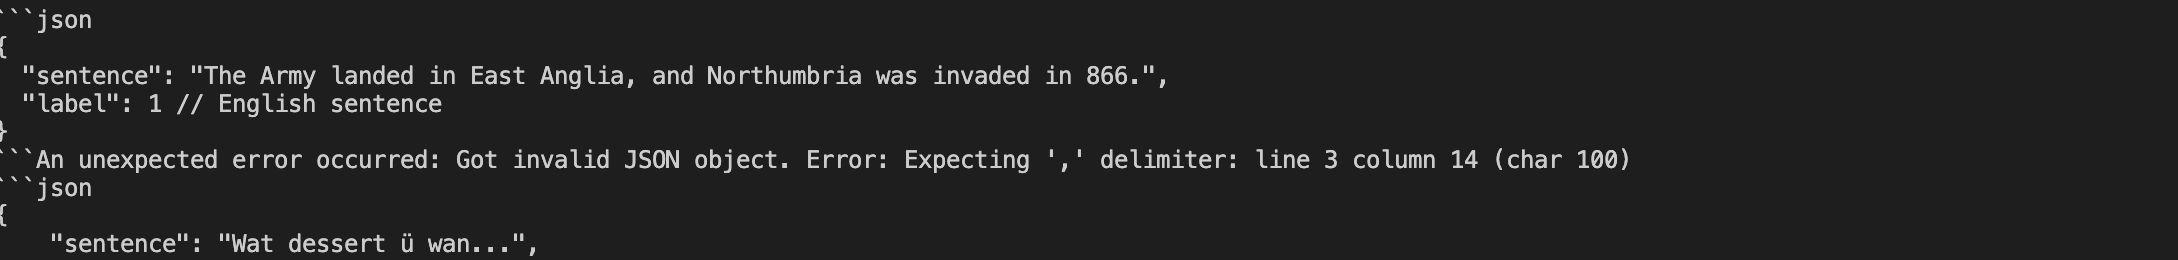 ```json
{
  "sentence": "The Army landed in East Anglia, and Northumbria was invaded in 866.",
  "label": 1 // English sentence
}
```An unexpected error occurred: Got invalid JSON object. Error: Expecting ',' delimiter: line 3 column 14 (char 100)
```json
{
    "sentence": "Wat dessert ü wan...",